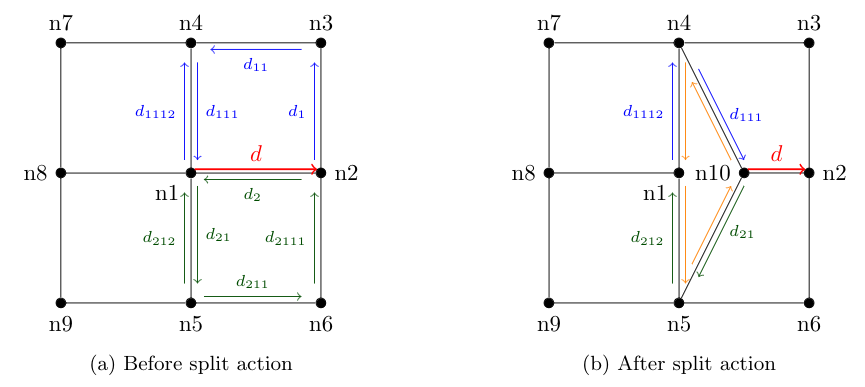 n7 n4 n3 n7 n4 n3
d11
d1112 d111 d1 d1112 d111
d d
n8 n2 n8 n10 n2
n1 d2 n1
d212 d21 d2111 d212 d21
d211
n9 n5 n6 n9 n5 n6
(a) Before split action (b) After split action